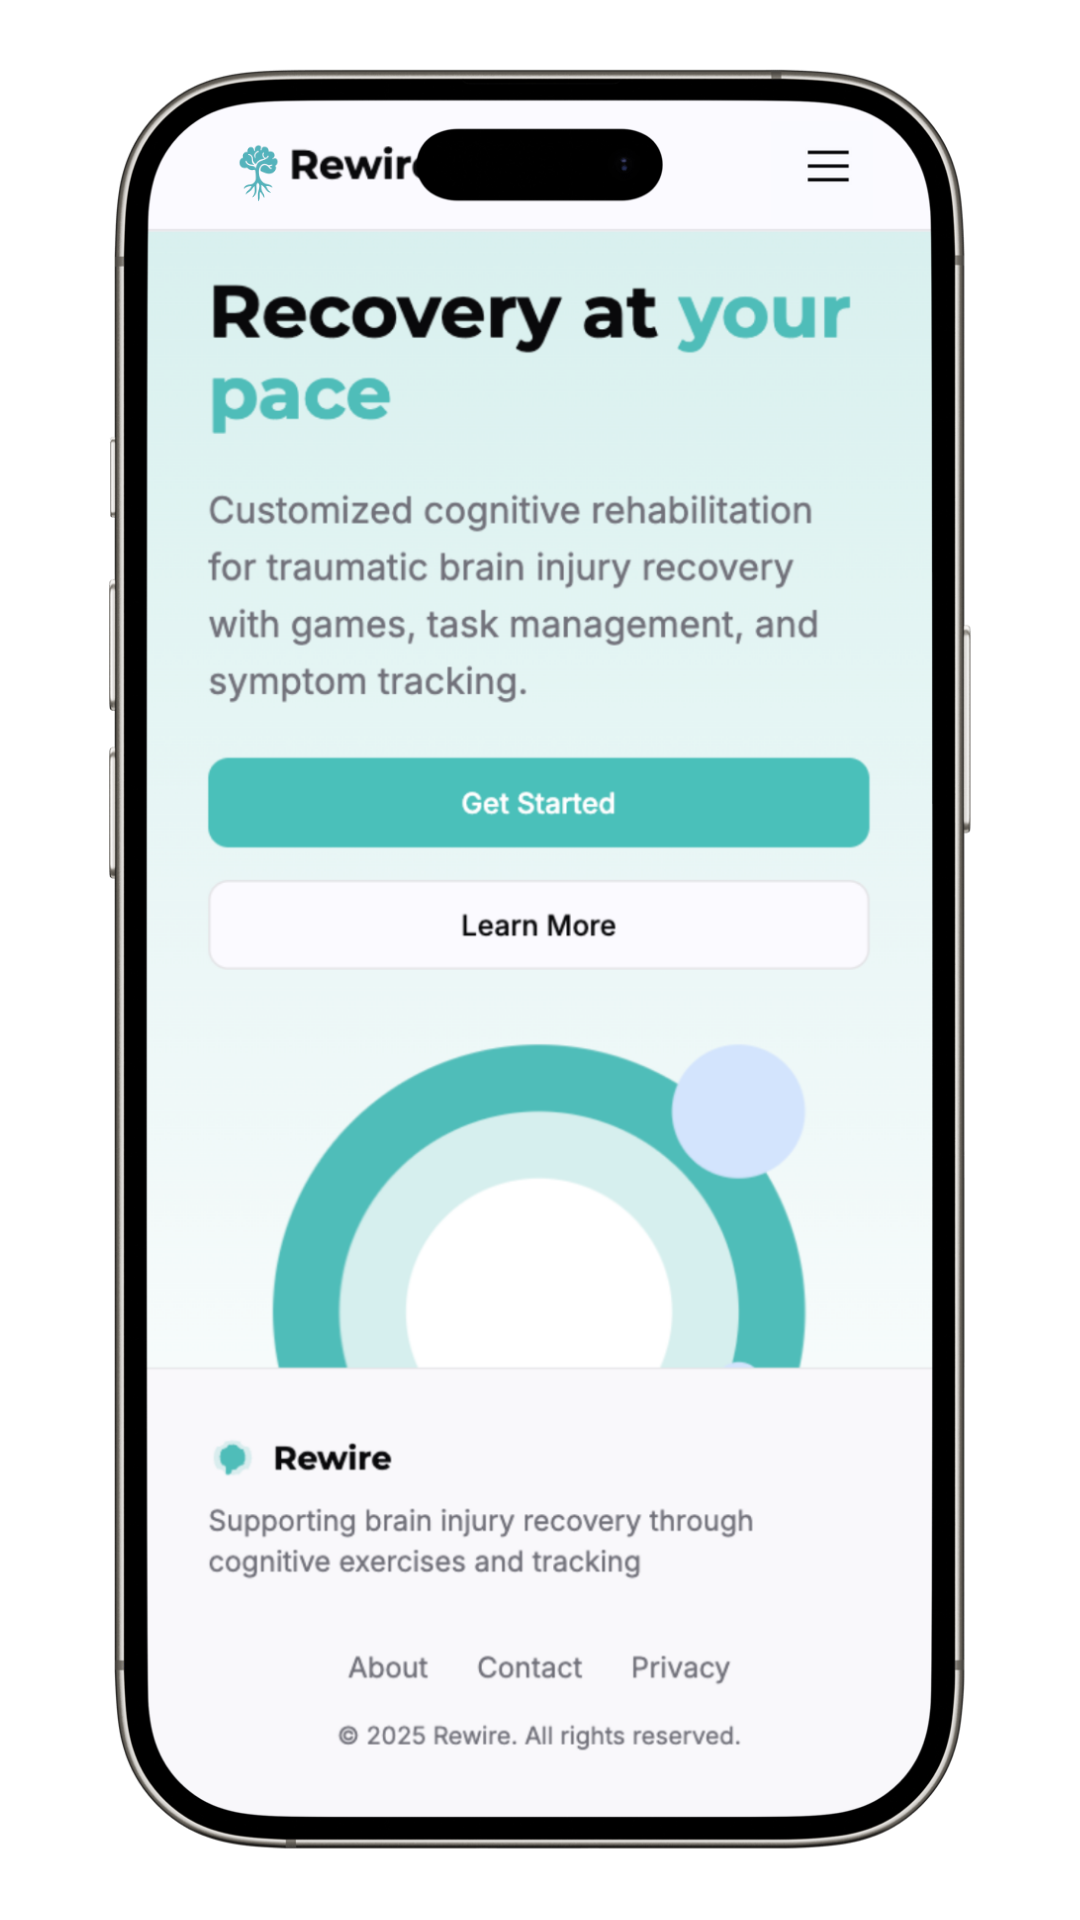 Rewire
Recovery at your
pace
Customized cognitive rehabilitation
for traumatic brain injury recovery
with games, task management, and
symptom tracking.
Get Started
Learn More
Rewire
Supporting brain injury recovery through
cognitive exercises and tracking
About Contact Privacy
© 2025 Rewire. All rights reserved.